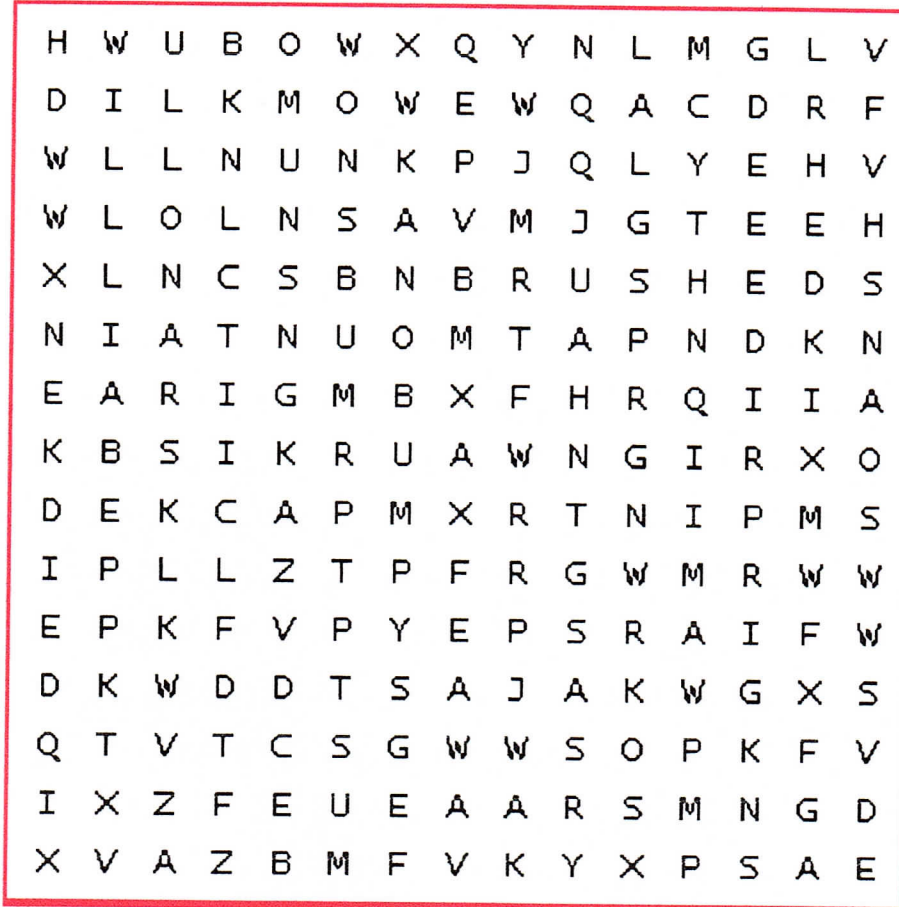 H W U B O W X Q Y N L M G L V
D I L K M O W E W Q A C D R F
W L L N U N K P J Q L Y E H V
W L O L N S A V M J G T E E H
X L N C S B N B R U S H E D S
N I A T N U O M T A P N D K N
E A R I G M B X F H R Q I I A
K B S I K R U A W N G I R X O
D E K C A P M X R T N I P M S
I P L L Z T P F R G W M R W W
E P K F V P Y E P S R A I F W
D K W D D T S A J A K W G X S
Q T V T C S G W W S O P K F V
I X Z F E U E A A R S M N G D
X V A Z B M F V K Y X P S A E